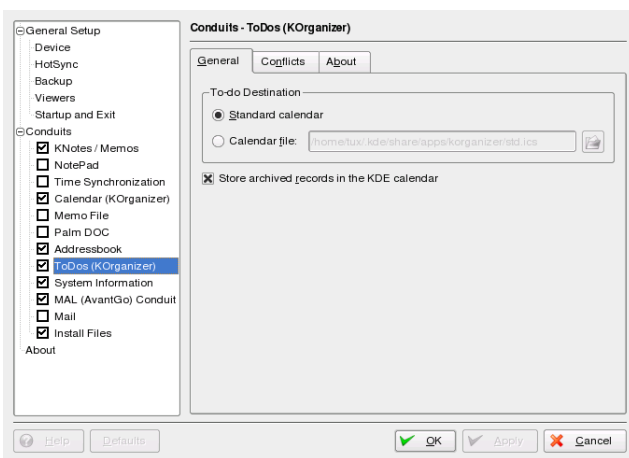 General Setup
Device
HotSync
Backup
Viewers
Startup and Exit
Conduits
KNotes / Memos
NotePad
Time Synchronization
Calendar (KOrganizer)
Memo File
Palm DOC
Addressbook
ToDos (KOrganizer)
System Information
MAL (AvantGo) Conduit
Mail
Install Files
About
Conduits - ToDos (KOrganizer)
General Conflicts About
To-do Destination
Standard calendar
Calendar file: /home/tux/.kde/share/apps/korganizer/std.ics
Store archived records in the KDE calendar
Help Defaults OK Apply Cancel